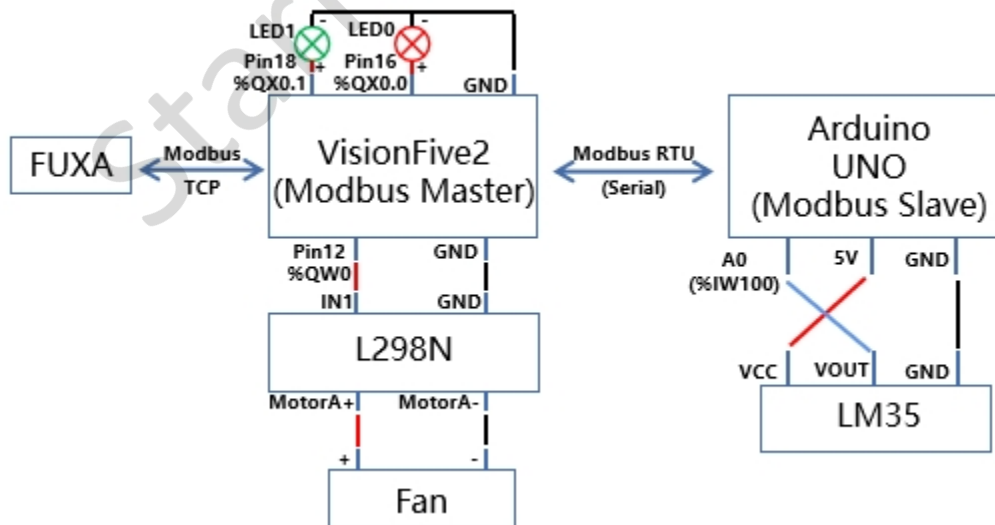 LED1
-
LED0
-
Pin18
+
Pin16
+
%QX0.1
%QX0.0
GND
FUXA
Modbus
TCP
VisionFive2
(Modbus Master)
Modbus RTU
(Serial)
Arduino
UNO
(Modbus Slave)
Pin12
%QW0
IN1
GND
GND
A0
(%IW100)
5V
GND
L298N
VCC
VOUT
GND
LM35
MotorA+
MotorA-
+
-
Fan
Star